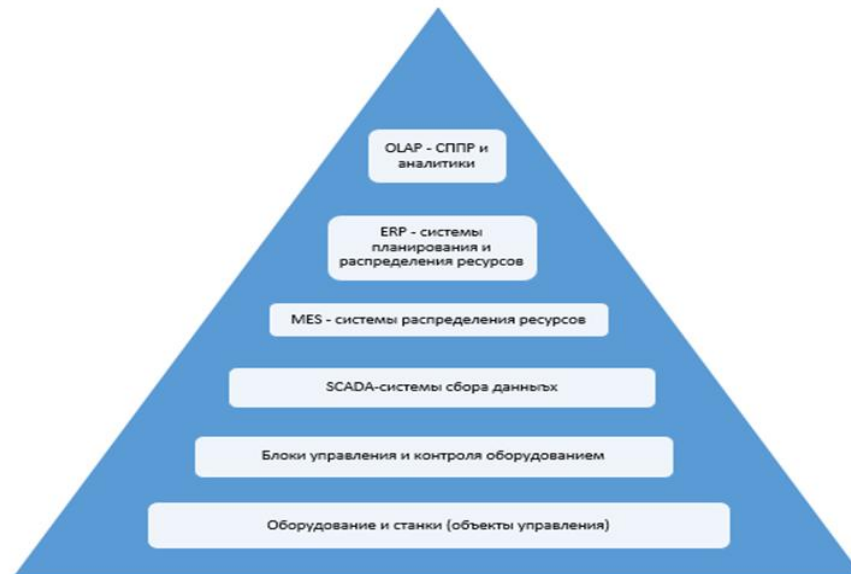 OLAP - СППР и
аналитики
ERP - системы
планирования и
распределения ресурсов
MES - системы распределения ресурсов
SCADA-системы сбора данныъх
Блоки управления и контроля оборудованием
Оборудование и станки (объекты управления)